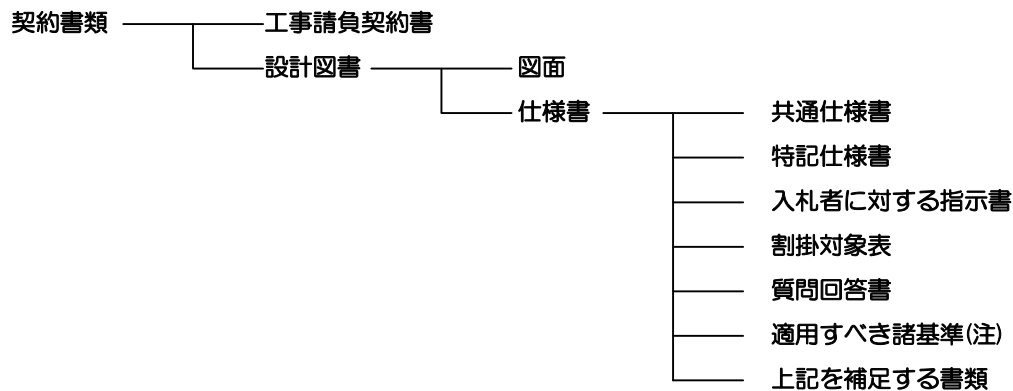 契約書類 工事請負契約書
設計図書 図面
仕様書 共通仕様書
特記仕様書
入札者に対する指示書
割掛対象表
質問回答書
適用すべき諸基準(注)
上記を補足する書類